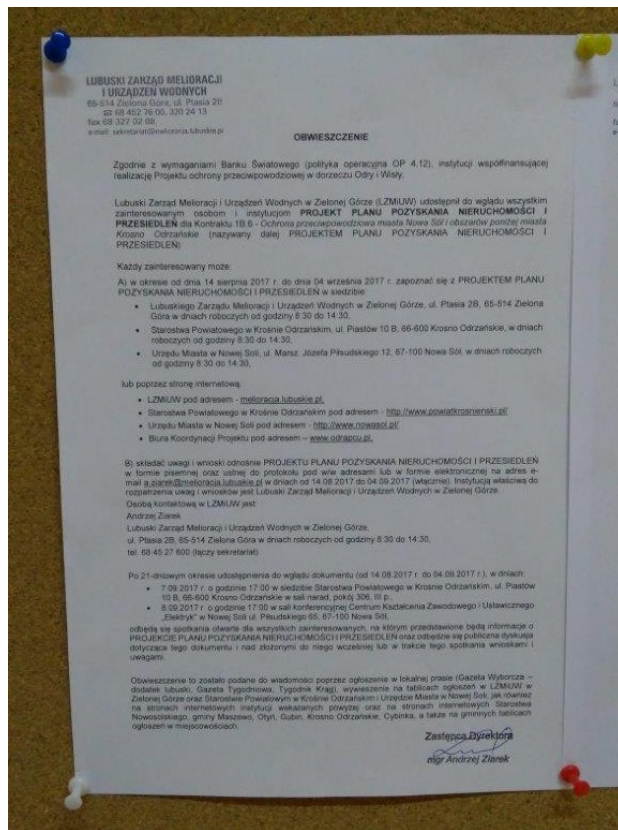 LUBUSKI ZARZĄD MELIORACJI
I URZĄDZEŃ WODNYCH
65-514 Zielona Góra, ul. Ptasia 2B
☎ 68 452 76 00, 320 24 13
fax 68 327 02 08,
e-mail: sekretariat@melioracja.lubuskie.pl
OBWIESZCZENIE
Zgodnie z wymaganiami Banku Światowego (polityka operacyjna OP 4.12), instytucji współfinansującej
realizację Projektu ochrony przeciwpowodziowej w dorzeczu Odry i Wisły.
Lubuski Zarząd Melioracji i Urządzeń Wodnych w Zielonej Górze (LZMiUW) udostępnił do wglądu wszystkim
zainteresowanym osobom i instytucjom PROJEKT PLANU POZYSKANIA NIERUCHOMOŚCI I
PRZESIEDLEŃ dla Kontraktu 1B.6 - Ochrona przeciwpowodziowa miasta Nowa Sól i obszarów poniżej miasta
Krosno Odrzańskie (nazywany dalej PROJEKTEM PLANU POZYSKANIA NIERUCHOMOŚCI I
PRZESIEDLEŃ)
Każdy zainteresowany może:
A) w okresie od dnia 14 sierpnia 2017 r. do dnia 04 września 2017 r. zapoznać się z PROJEKTEM PLANU
POZYSKANIA NIERUCHOMOŚCI I PRZESIEDLEŃ w siedzibie:
• Lubuskiego Zarządu Melioracji i Urządzeń Wodnych w Zielonej Górze, ul. Ptasia 2B, 65-514 Zielona
Góra w dniach roboczych od godziny 8:30 do 14:30,
• Starostwa Powiatowego w Krośnie Odrzańskim, ul. Piastów 10 B, 66-600 Krosno Odrzańskie, w dniach
roboczych od godziny 8:30 do 14:30,
• Urzędu Miasta w Nowej Soli, ul. Marsz. Józefa Piłsudskiego 12, 67-100 Nowa Sól, w dniach roboczych
od godziny 8:30 do 14:30,
lub poprzez stronę internetową:
• LZMiUW pod adresem - melioracja.lubuskie.pl,
• Starostwa Powiatowego w Krośnie Odrzańskim pod adresem - http://www.powiatkrosnienski.pl/
• Urzędu Miasta w Nowej Soli pod adresem - http://www.nowasol.pl/
• Biura Koordynacji Projektu pod adresem – www.odrapcu.pl,
B) składać uwagi i wnioski odnośnie PROJEKTU PLANU POZYSKANIA NIERUCHOMOŚCI I PRZESIEDLEŃ
w formie pisemnej oraz ustnej do protokołu pod w/w adresami lub w formie elektronicznej na adres e-
mail a.ziarek@melioracja.lubuskie.pl w dniach od 14.08.2017 do 04.09.2017 (włącznie). Instytucją właściwą do
rozpatrzenia uwag i wniosków jest Lubuski Zarząd Melioracji i Urządzeń Wodnych w Zielonej Górze.
Osobą kontaktową w LZMiUW jest:
Andrzej Ziarek
Lubuski Zarząd Melioracji i Urządzeń Wodnych w Zielonej Górze,
ul. Ptasia 2B, 65-514 Zielona Góra w dniach roboczych od godziny 8:30 do 14:30,
tel. 68 45 27 600 (łączy sekretariat)
Po 21-dniowym okresie udostępnienia do wglądu dokumentu (od 14.08.2017 r. do 04.09.2017 r.), w dniach:
• 7.09.2017 r. o godzinie 17:00 w siedzibie Starostwa Powiatowego w Krośnie Odrzańskim, ul. Piastów
10 B, 66-600 Krosno Odrzańskie w sali narad, pokój 306, III p.,
• 8.09.2017 r. o godzinie 17:00 w sali konferencyjnej Centrum Kształcenia Zawodowego i Ustawicznego
„Elektryk” w Nowej Soli ul. Piłsudskiego 65, 67-100 Nowa Sól,
odbędą się spotkania otwarte dla wszystkich zainteresowanych, na którym przedstawione będą informacje o
PROJEKCIE PLANU POZYSKANIA NIERUCHOMOŚCI I PRZESIEDLEŃ oraz odbędzie się publiczna dyskusja
dotycząca tego dokumentu i nad złożonymi do niego wcześniej lub w trakcie tego spotkania wnioskami i
uwagami.
Obwieszczenie to zostało podane do wiadomości poprzez ogłoszenie w lokalnej prasie (Gazeta Wyborcza –
dodatek lubuski, Gazeta Tygodniowa, Tygodnik Krąg), wywieszenie na tablicach ogłoszeń w LZMiUW w
Zielonej Górze oraz Starostwie Powiatowym w Krośnie Odrzańskim i Urzędzie Miasta w Nowej Soli, jak również
na stronach internetowych instytucji wskazanych powyżej oraz na stronach internetowych Starostwa
Nowosolskiego, gminy Maszewo, Otyń, Gubin, Krosno Odrzańskie, Cybinka, a także na gminnych tablicach
ogłoszeń w miejscowościach.
Zastępca Dyrektora
mgr Andrzej Ziarek